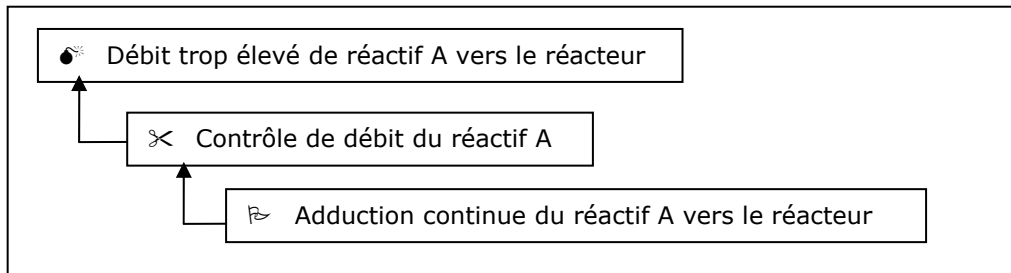 Débit trop élevé de réactif A vers le réacteur
Contrôle de débit du réactif A
Adduction continue du réactif A vers le réacteur